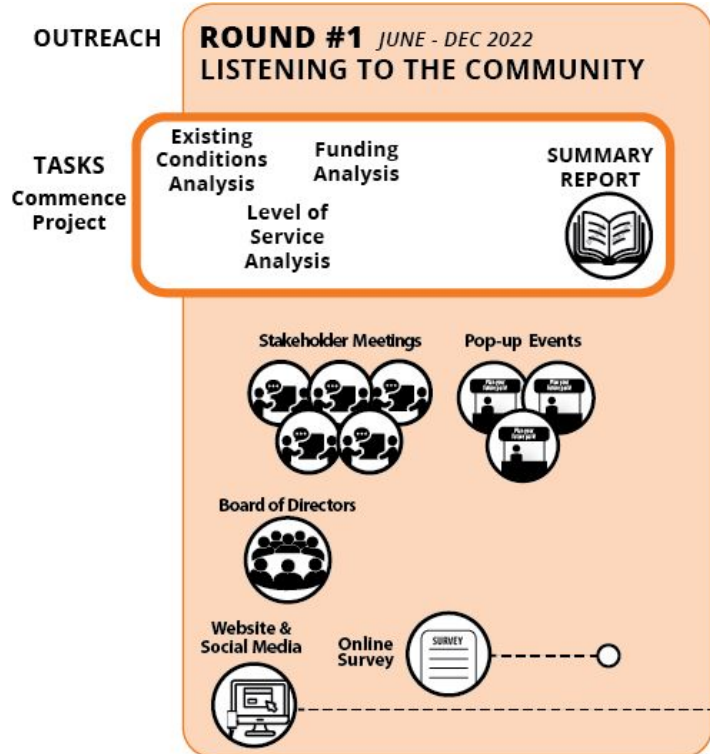 OUTREACH
ROUND #1 JUNE - DEC 2022
LISTENING TO THE COMMUNITY
TASKS
Commence
Project
Existing
Conditions
Analysis
Funding
Analysis
Level of
Service
Analysis
SUMMARY
REPORT
Stakeholder Meetings
Pop-up Events
Board of Directors
Website &
Social Media
Online
Survey
SURVEY